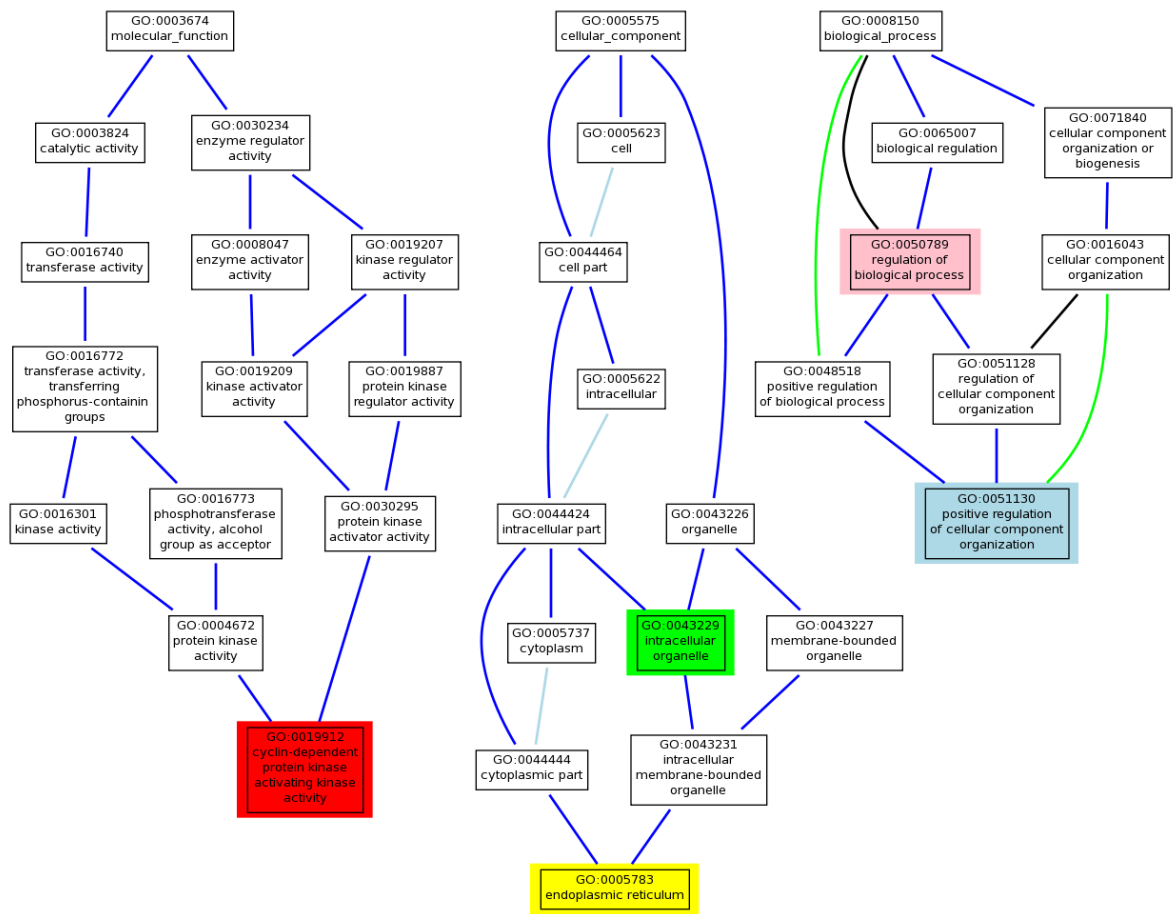 GO:0003674
molecular_function
GO:0005575
cellular_component
GO:0008150
biological_process
GO:0003824
catalytic activity
GO:0030234
enzyme regulator
activity
GO:0005623
cell
GO:0065007
biological regulation
GO:0071840
cellular component
organization or
biogenesis
GO:0016740
transferase activity
GO:0008047
enzyme activator
activity
GO:0019207
kinase regulator
activity
GO:0044464
cell part
GO:0050789
regulation of
biological process
GO:0016043
cellular component
organization
GO:0016772
transferase activity,
transferring
phosphorus-containin
groups
GO:0019209
kinase activator
activity
GO:0019887
protein kinase
regulator activity
GO:0005622
intracellular
GO:0048518
positive regulation
of biological process
GO:0051128
regulation of
cellular component
organization
GO:0016301
kinase activity
GO:0016773
phosphotransferase
activity, alcohol
group as acceptor
GO:0030295
protein kinase
activator activity
GO:0044424
intracellular part
GO:0043226
organelle
GO:0051130
positive regulation
of cellular component
organization
GO:0004672
protein kinase
activity
GO:0005737
cytoplasm
GO:0043229
intracellular
organelle
GO:0043227
membrane-bounded
organelle
GO:0019912
cyclin-dependent
protein kinase
activating kinase
activity
GO:0044444
cytoplasmic part
GO:0043231
intracellular
membrane-bounded
organelle
GO:0005783
endoplasmic reticulum